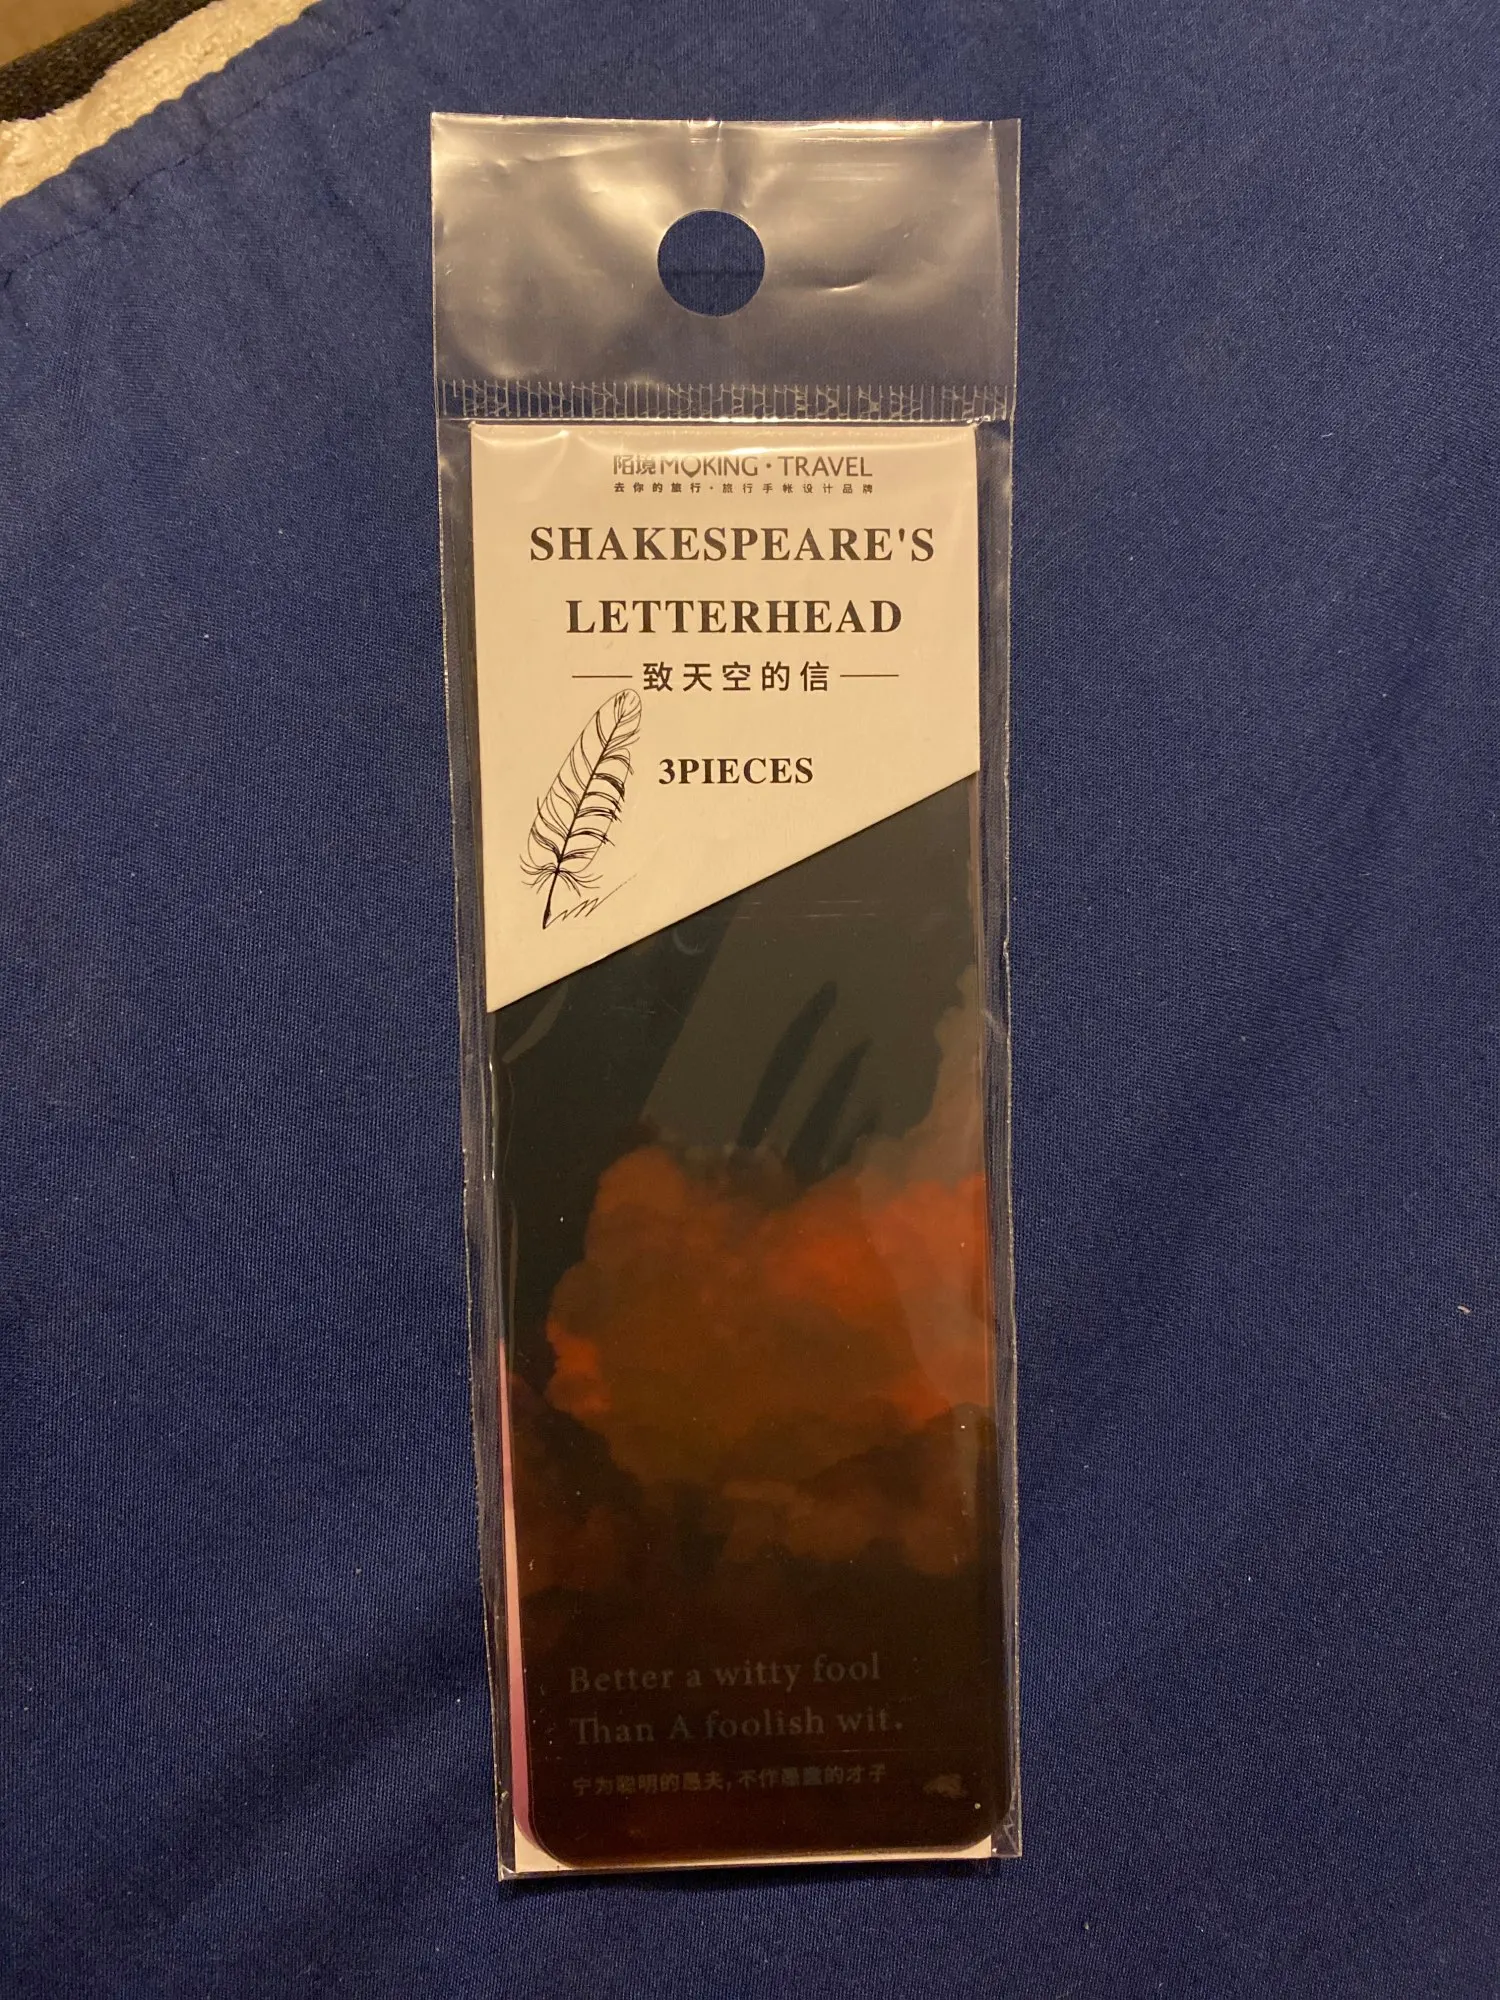 陌境MOKING·TRAVEL
去你的旅行·旅行手帐设计品牌
SHAKESPEARE'S
LETTERHEAD
致天空的信
3PIECES
Better a witty fool
Than A foolish wit.
宁为聪明的愚夫,不作愚蠢的才子